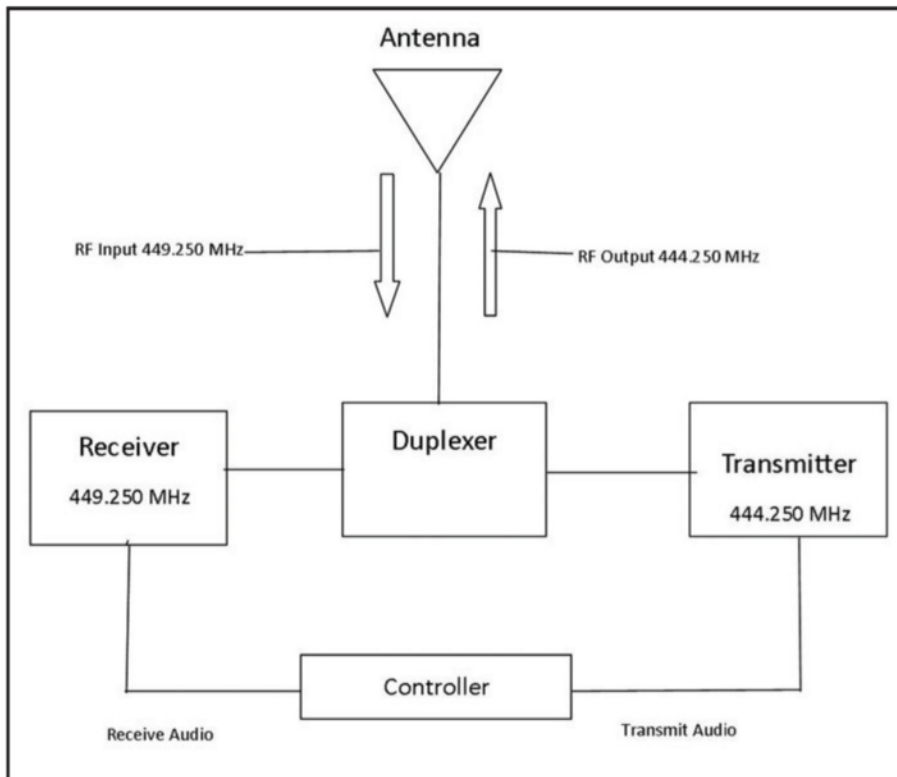 Antenna
RF Input 449.250 MHz
RF Output 444.250 MHz
Receiver
449.250 MHz
Duplexer
Transmitter
444.250 MHz
Controller
Receive Audio
Transmit Audio